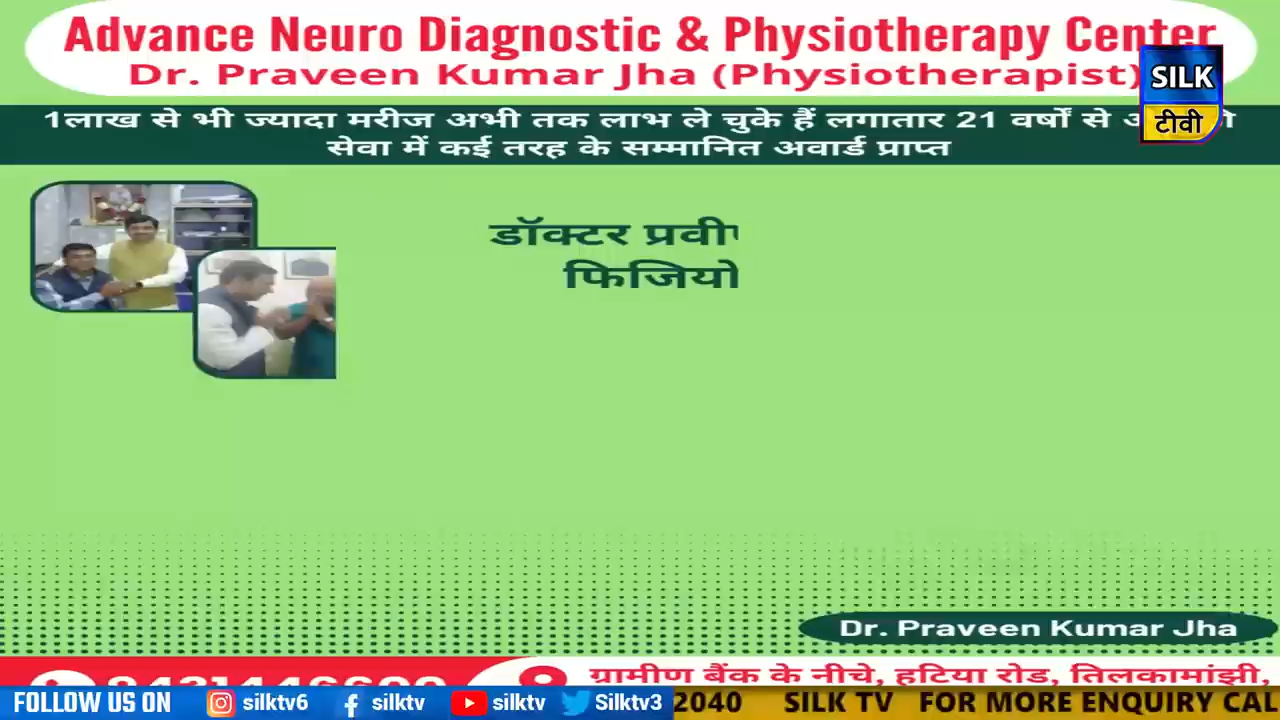 Advance Neuro Diagnostic & Physiotherapy Center
Dr. Praveen Kumar Jha (Physiotherapist)
SILK
टीवी
1लाख से भी ज्यादा मरीज अभी तक लाभ ले चुके हैं लगातार 21 वर्षों से
सेवा में कई तरह के सम्मानित अवार्ड प्राप्त
डॉक्टर
फिजियो
Dr. Praveen Kumar Jha
ग्रामीण बैंक के नीचे, हटिया रोड, तिलकामांझी,
FOLLOW US ON silktv6 silktv silktv Silktv3 2040 SILK TV FOR MORE ENQUIRY CAL